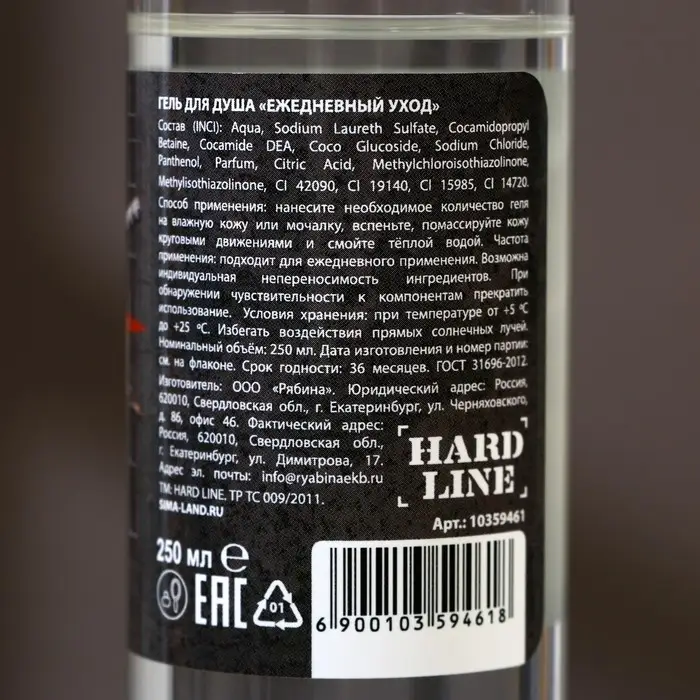 ГЕЛЬ ДЛЯ ДУША «ЕЖЕДНЕВНЫЙ УХОД»
Состав (INCI): Aqua, Sodium Laureth Sulfate, Cocamidopropyl
Betaine, Cocamide DEA, Coco Glucoside, Sodium Chloride,
Panthenol, Parfum, Citric Acid, Methylchloroisothiazolinone,
Methylisothiazolinone, CI 42090, CI 19140, CI 15985, CI 14720.
Способ применения: нанесите необходимое количество геля
на влажную кожу или мочалку, вспеньте, помассируйте кожу
круговыми движениями и смойте тёплой водой. Частота
применения: подходит для ежедневного применения. Возможна
индивидуальная непереносимость ингредиентов. При
обнаружении чувствительности к компонентам прекратить
использование. Условия хранения: при температуре от +5 ºC
до +25 ºC. Избегать воздействия прямых солнечных лучей.
Номинальный объём: 250 мл. Дата изготовления и номер партии:
см. на флаконе. Срок годности: 36 месяцев. ГОСТ 31696-2012.
Изготовитель: ООО «Рябина». Юридический адрес: Россия,
620010, Свердловская обл., г. Екатеринбург, ул. Черняховского,
д. 86, офис 46. Фактический адрес:
Россия, 620010, Свердловская обл.,
г. Екатеринбург, ул. Димитрова, 17.
Адрес эл. почты: info@ryabinaekb.ru
ТМ: HARD LINE. ТР ТС 009/2011.
SIMA-LAND.RU
HARD
LINE
Арт.: 10359461
250 мл e
EAC
01
6 900103 594618